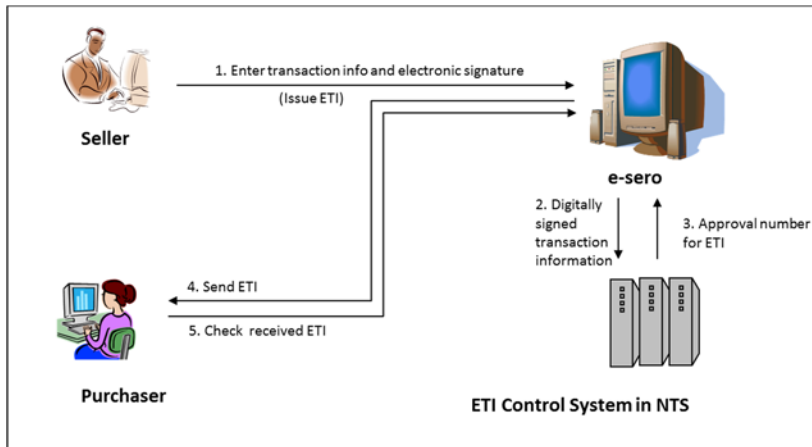 1. Enter transaction info and electronic signature
(Issue ETI)
Seller
e-sero
2. Digitally
signed
transaction
information
3. Approval number
for ETI
4. Send ETI
5. Check received ETI
Purchaser
ETI Control System in NTS